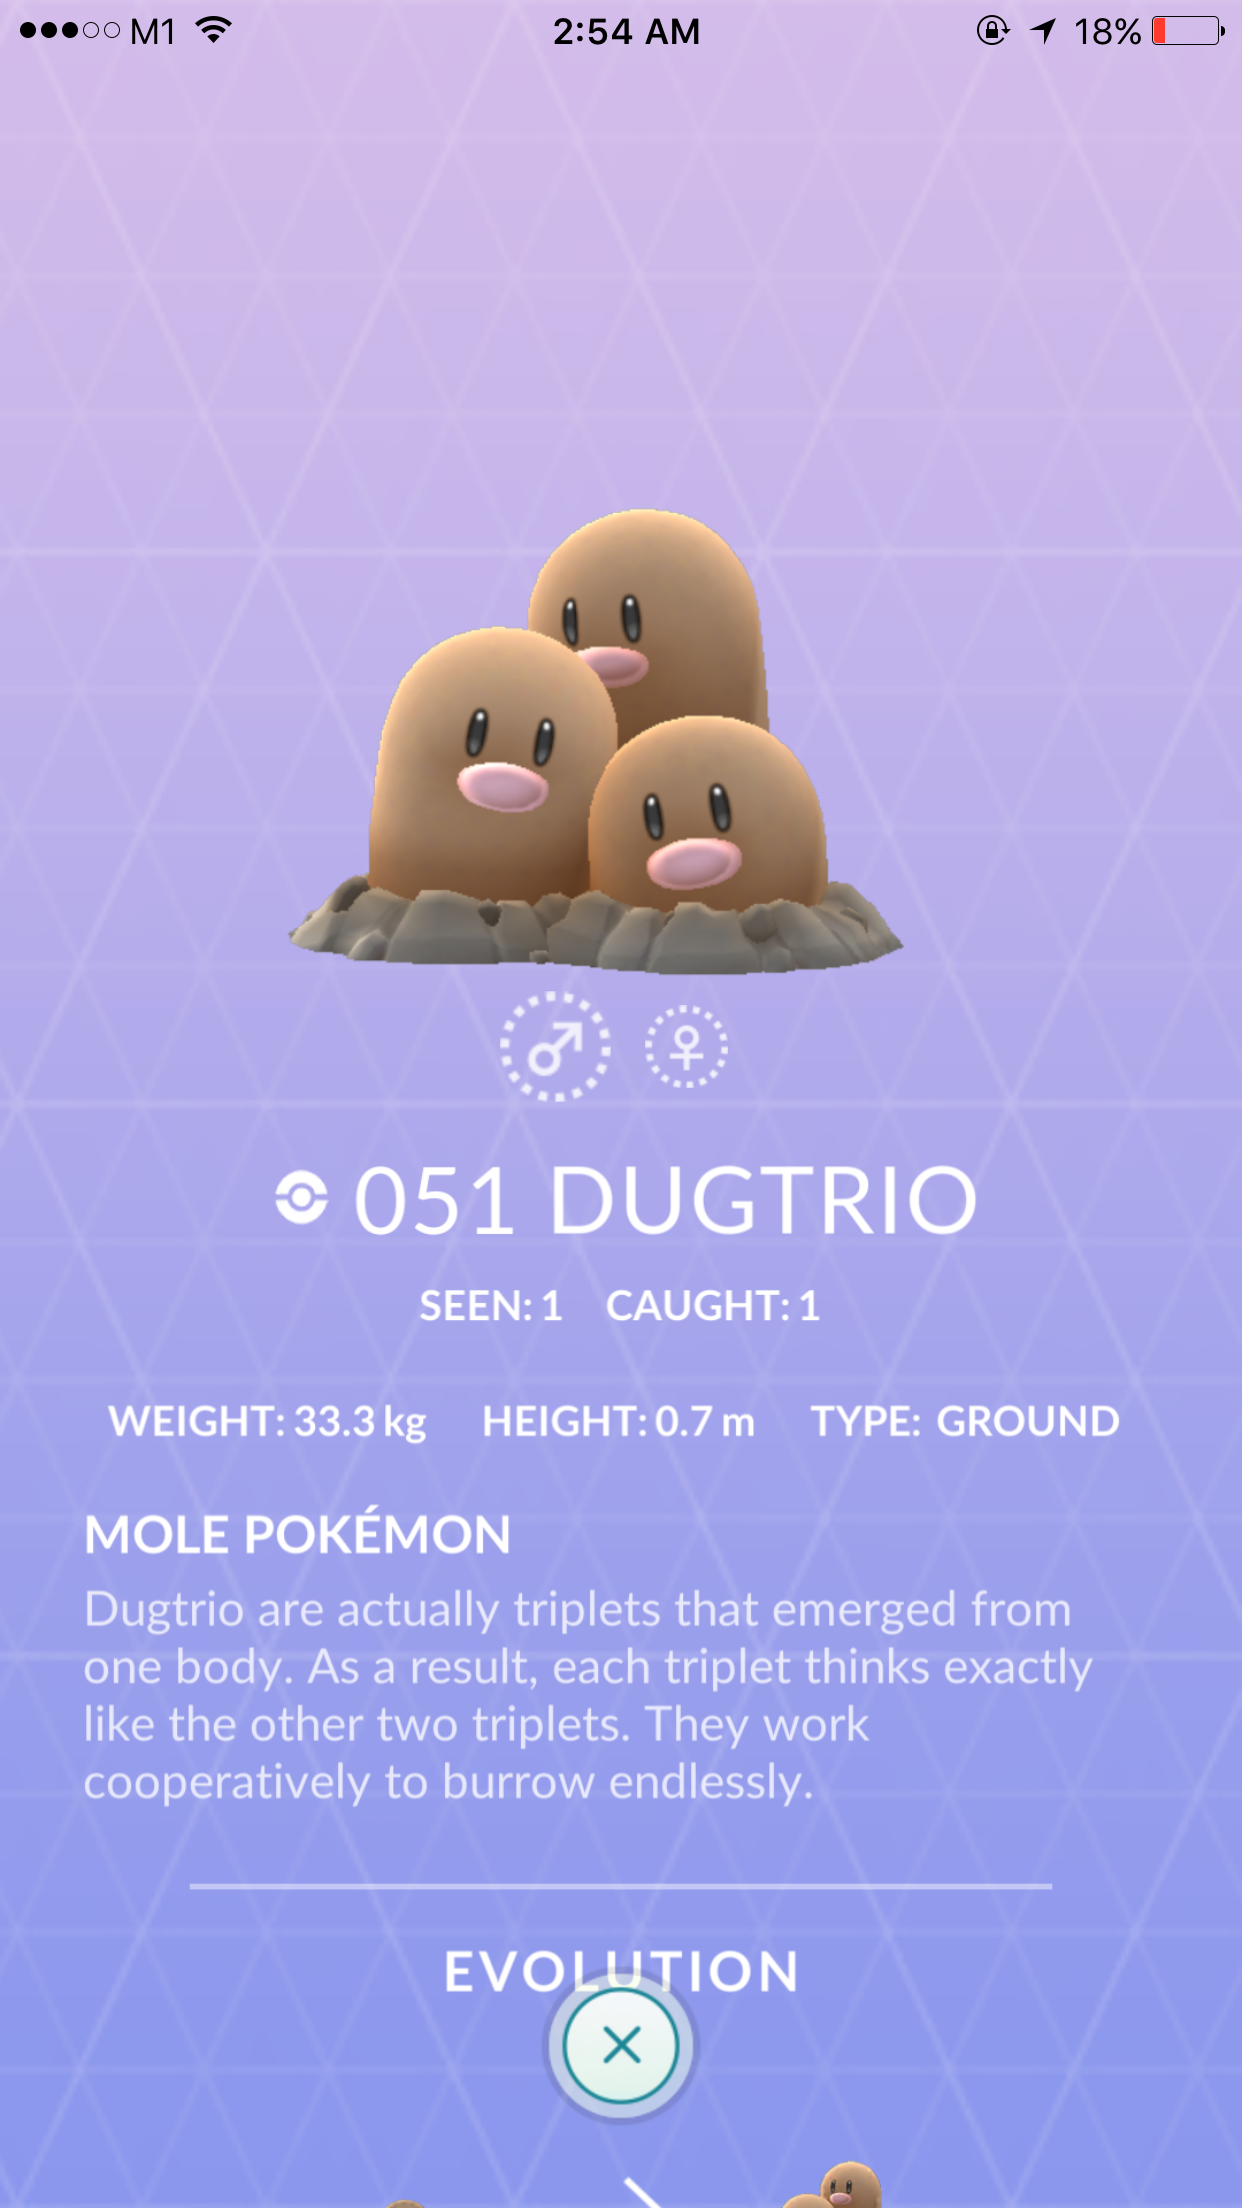 M1 2:54 AM 18%
051 DUGTRIO
SEEN: 1 CAUGHT: 1
WEIGHT: 33.3 kg HEIGHT: 0.7 m TYPE: GROUND
MOLE POKÉMON
Dugtrio are actually triplets that emerged from
one body. As a result, each triplet thinks exactly
like the other two triplets. They work
cooperatively to burrow endlessly.
EVOLUTION